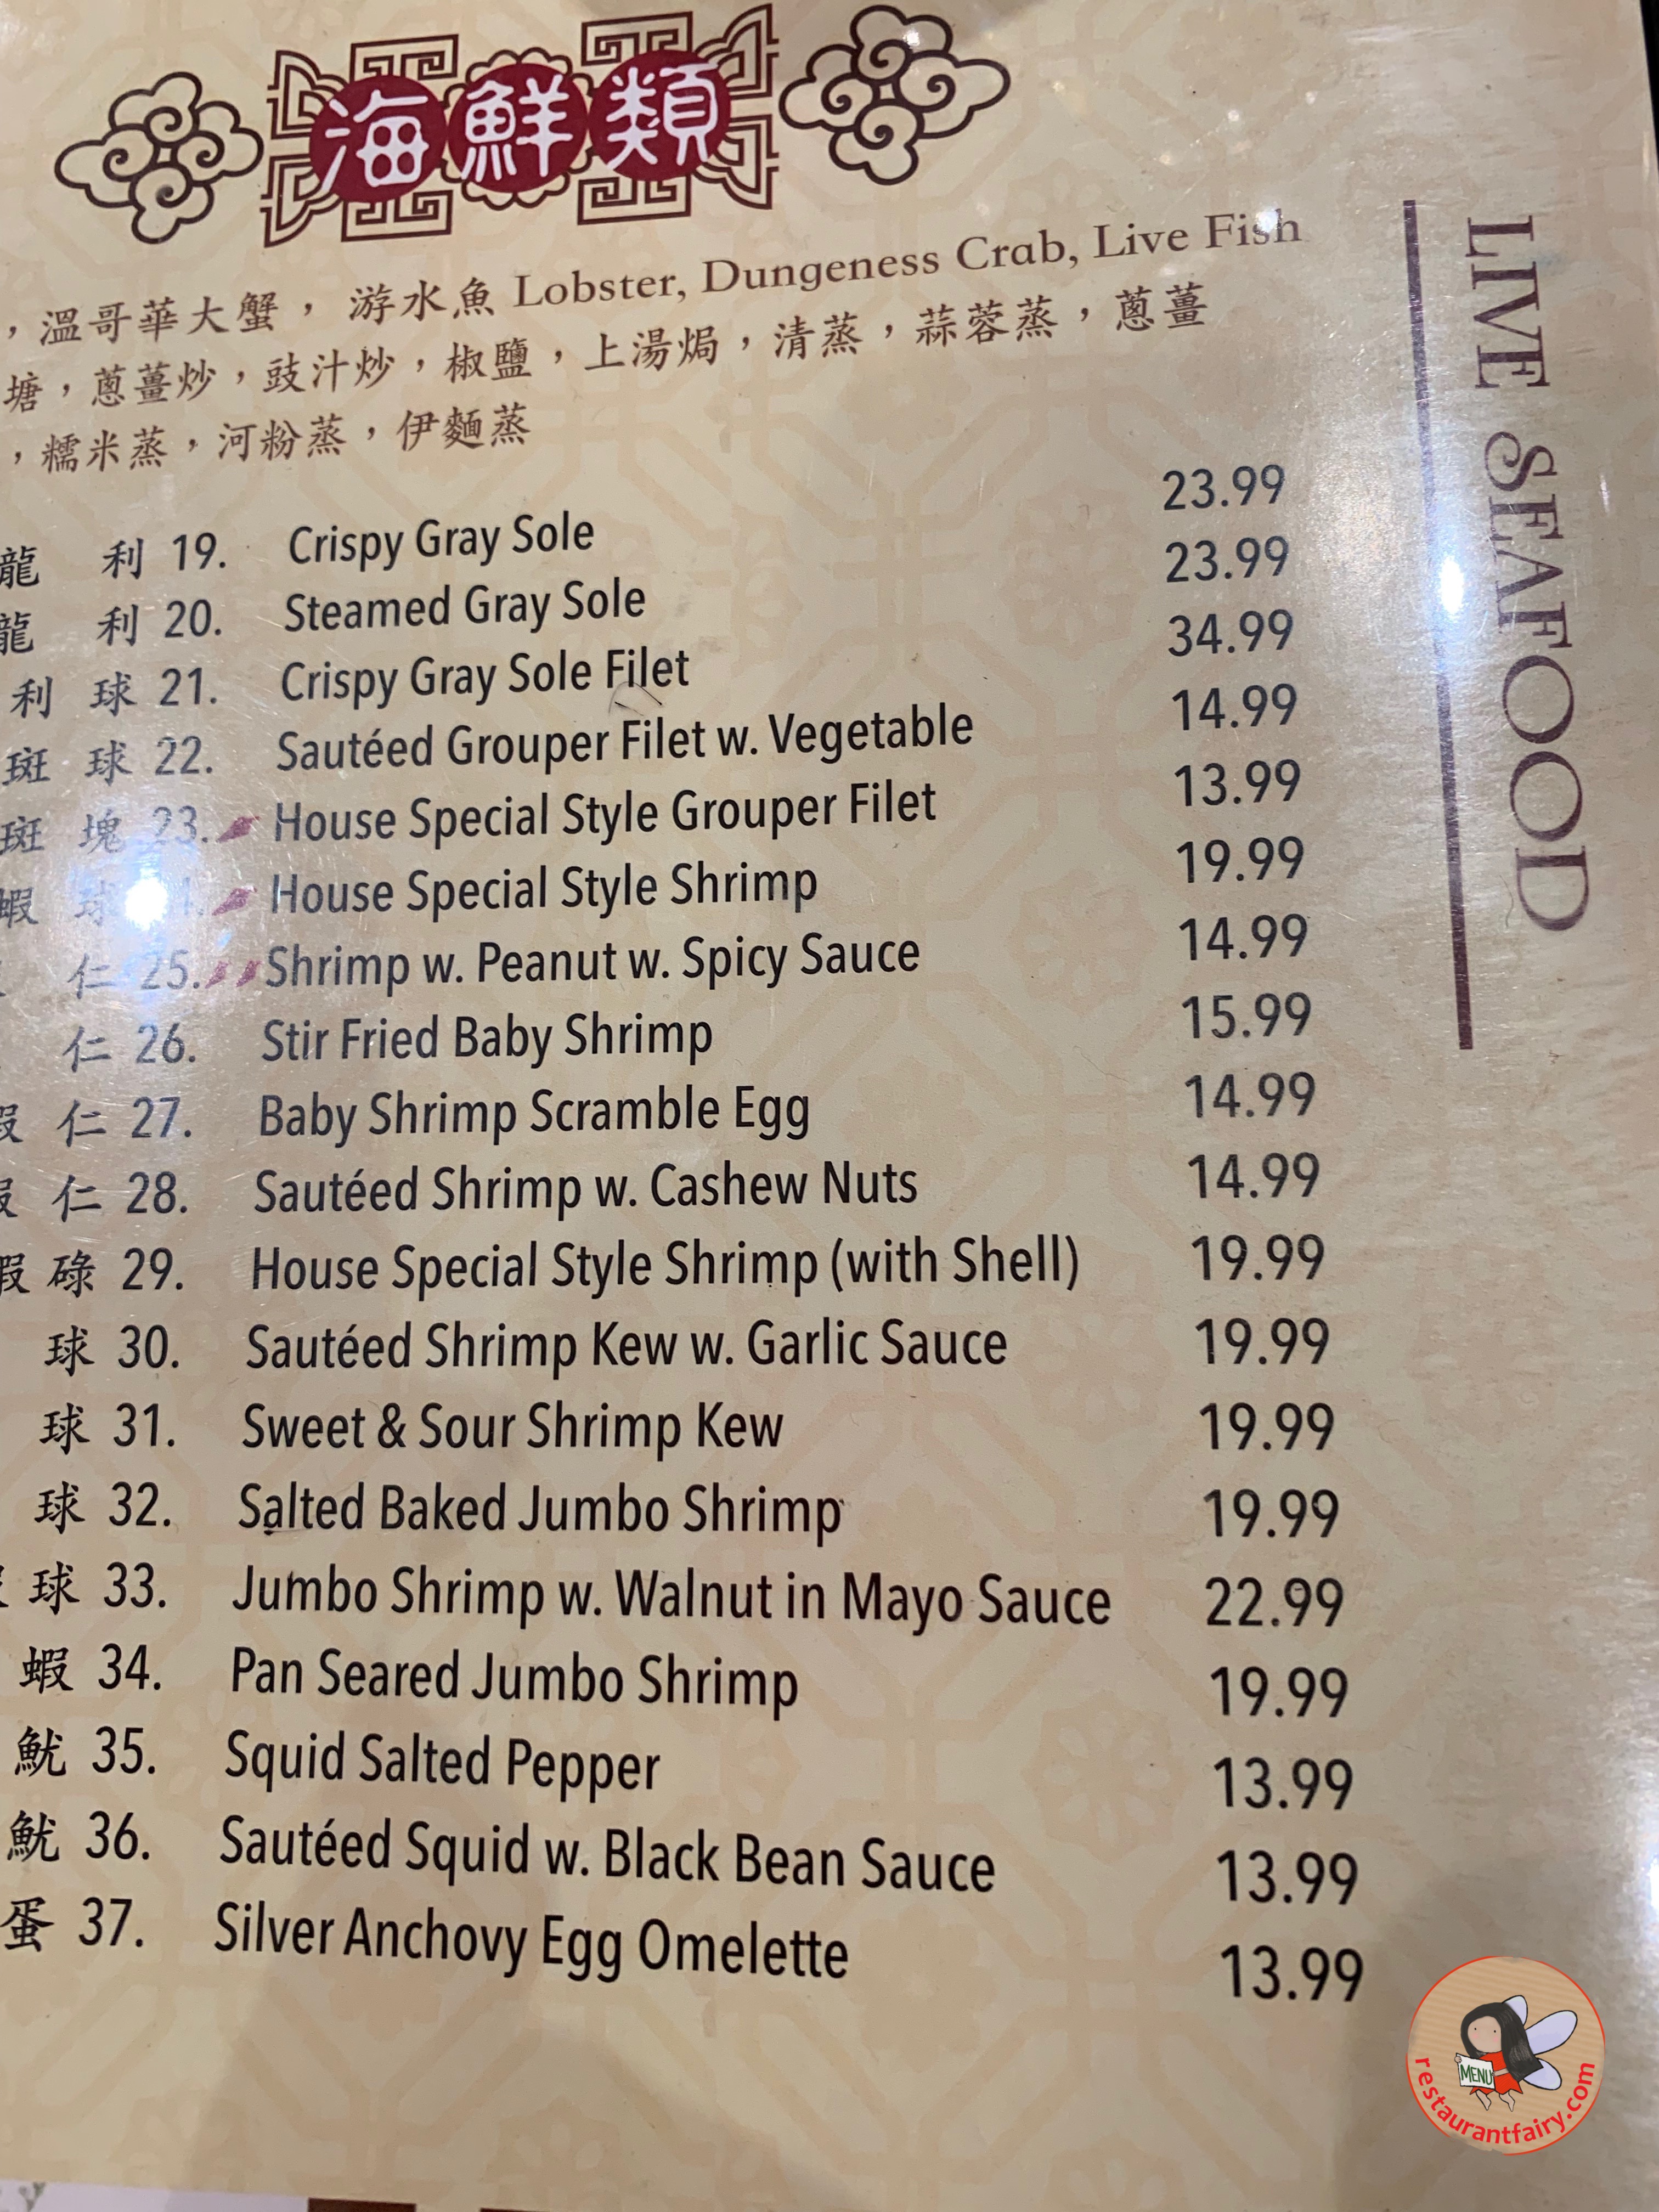 海鮮類
，溫哥華大蟹，游水魚 Lobster, Dungeness Crab, Live Fish
塘，蔥薑炒，豉汁炒，椒鹽，上湯焗，清蒸，蒜蓉蒸，蔥薑
，糯米蒸，河粉蒸，伊麵蒸
龍 利 19. Crispy Gray Sole 23.99
龍 利 20. Steamed Gray Sole 23.99
利 球 21. Crispy Gray Sole Filet 34.99
斑 球 22. Sautéed Grouper Filet w. Vegetable 14.99
斑 塊 23. House Special Style Grouper Filet 13.99
蝦 球 House Special Style Shrimp 19.99
仁 25. Shrimp w. Peanut w. Spicy Sauce 14.99
仁 26. Stir Fried Baby Shrimp 15.99
仁 27. Baby Shrimp Scramble Egg 14.99
仁 28. Sautéed Shrimp w. Cashew Nuts 14.99
碌 29. House Special Style Shrimp (with Shell) 19.99
球 30. Sautéed Shrimp Kew w. Garlic Sauce 19.99
球 31. Sweet & Sour Shrimp Kew 19.99
球 32. Salted Baked Jumbo Shrimp 19.99
球 33. Jumbo Shrimp w. Walnut in Mayo Sauce 22.99
蝦 34. Pan Seared Jumbo Shrimp 19.99
魷 35. Squid Salted Pepper 13.99
魷 36. Sautéed Squid w. Black Bean Sauce 13.99
蛋 37. Silver Anchovy Egg Omelette 13.99
LIVE SEAFOOD
MENU
restaurantfairy.com